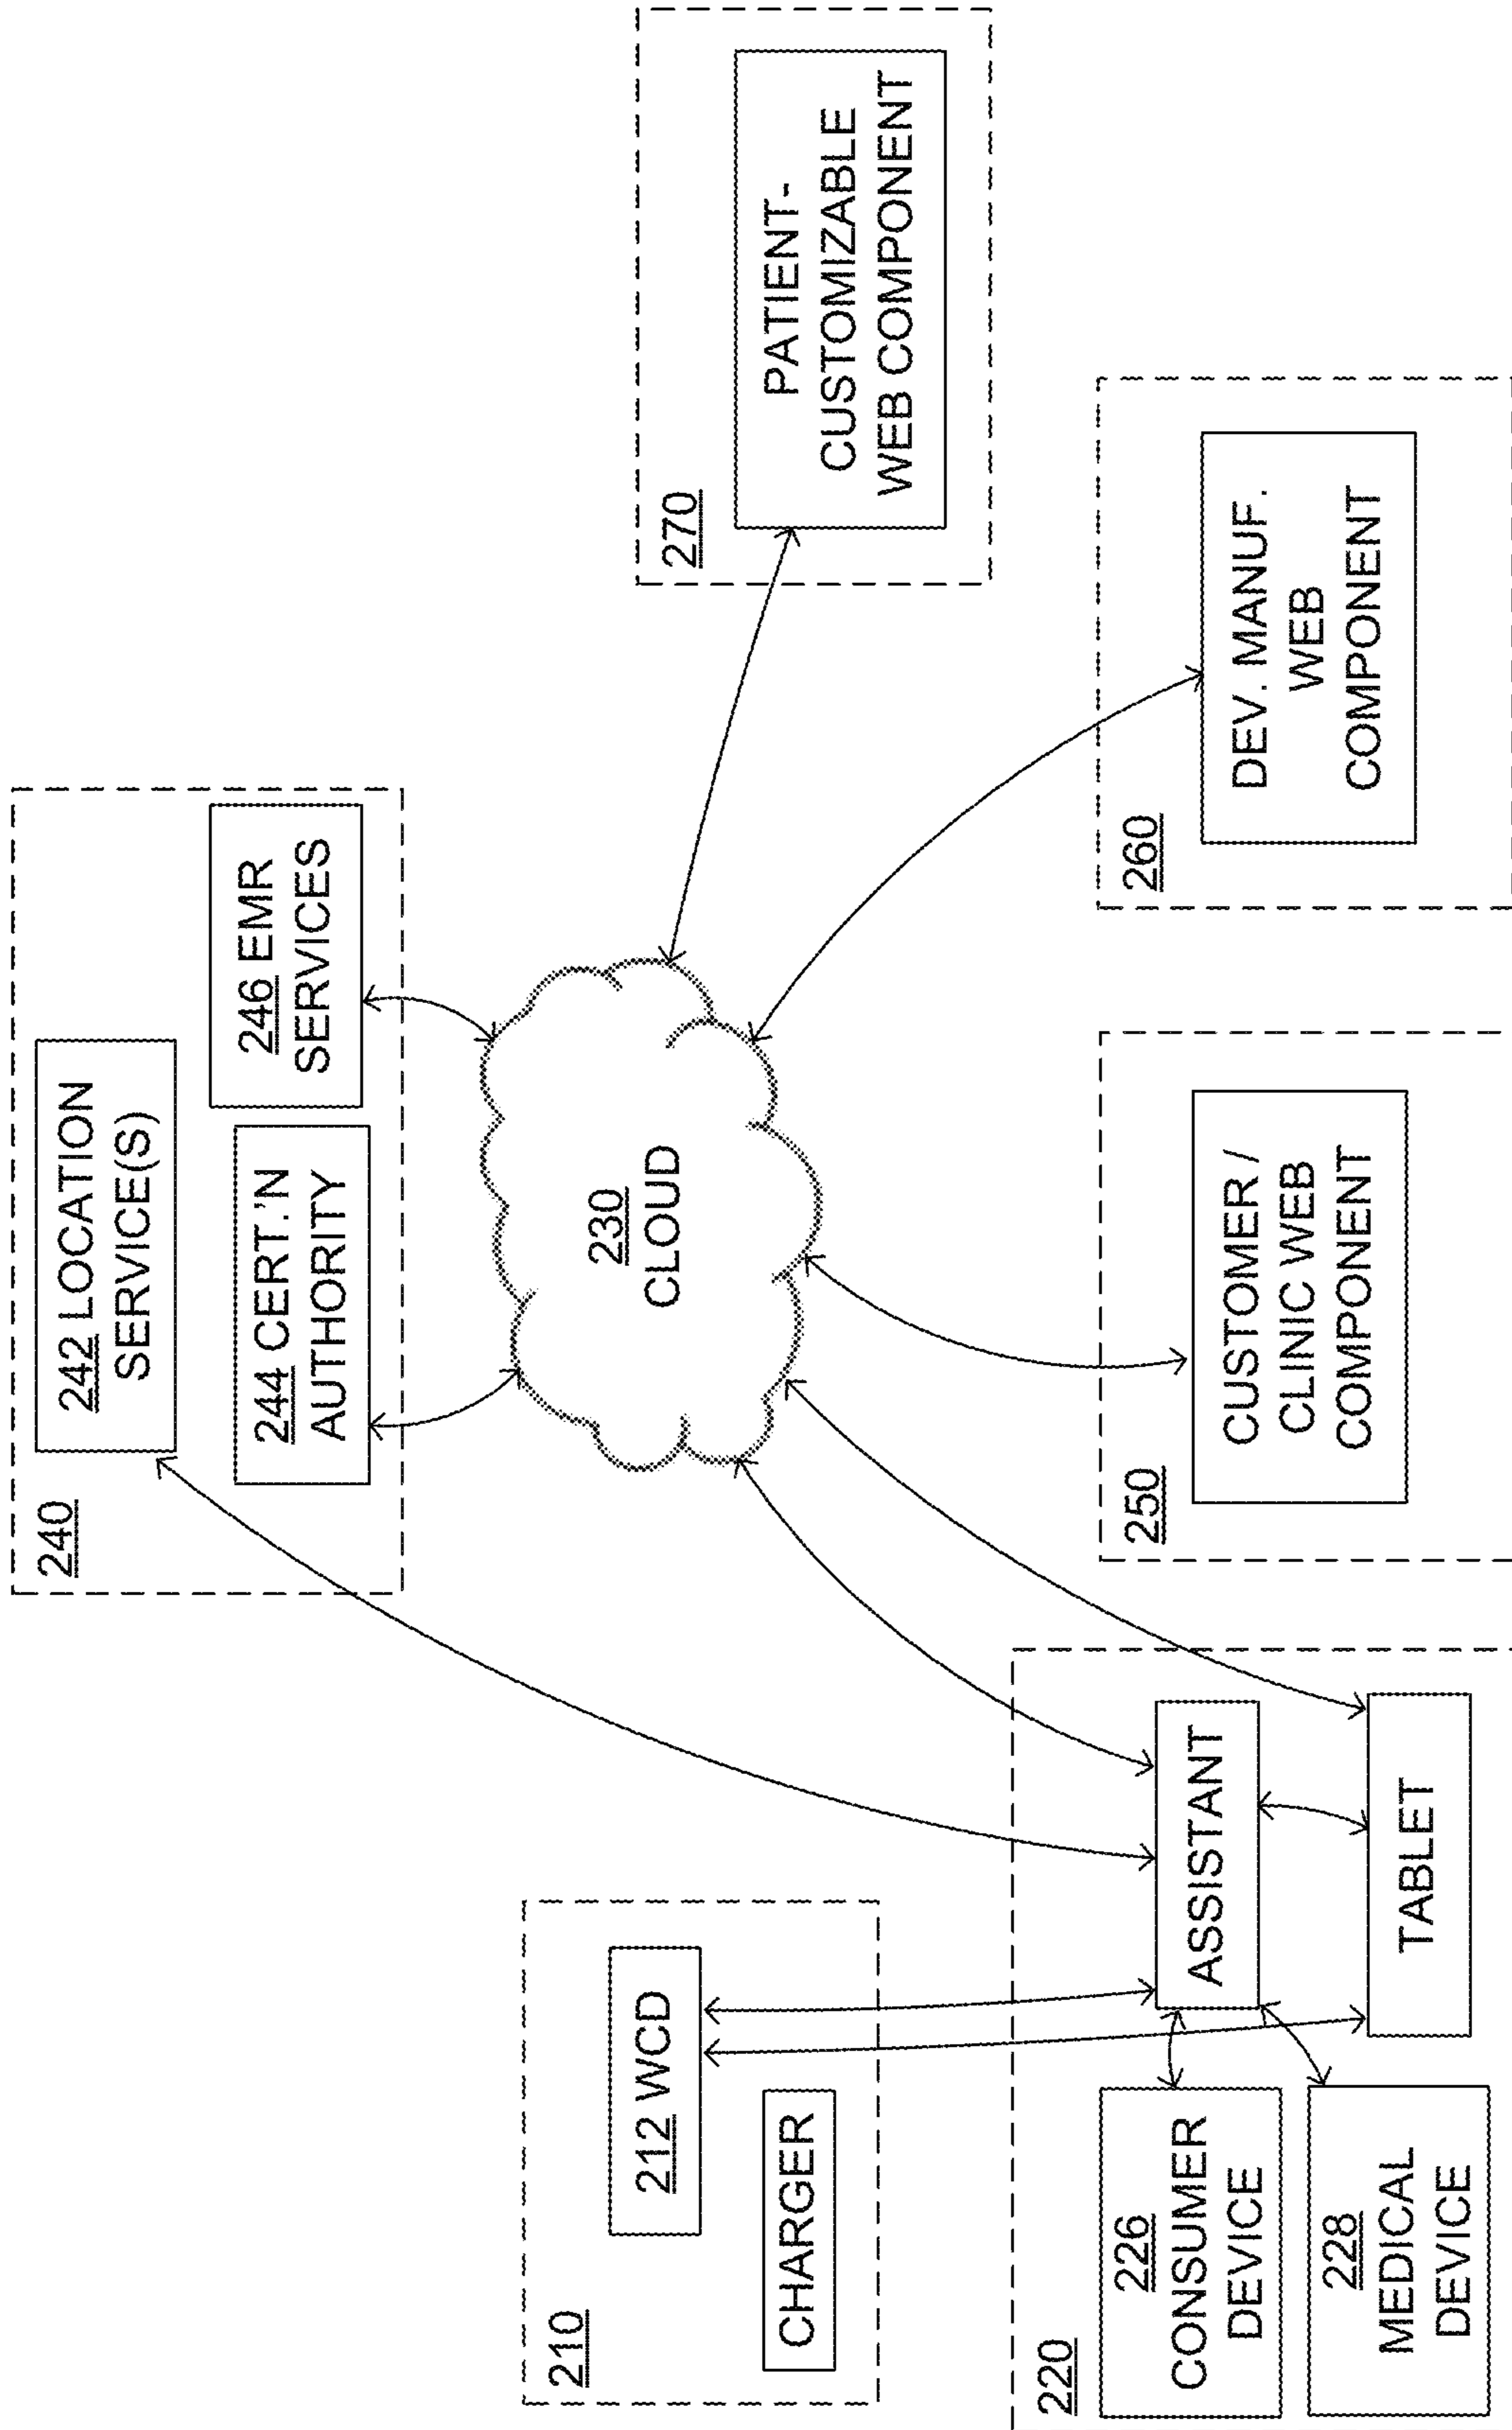 240
242 LOCATION
SERVICE(S)
244 CERT.'N
AUTHORITY
246 EMR
SERVICES
210
212 WCD
CHARGER
230
CLOUD
270
PATIENT-
CUSTOMIZABLE
WEB COMPONENT
220
226
CONSUMER
DEVICE
228
MEDICAL
DEVICE
ASSISTANT
TABLET
250
CUSTOMER /
CLINIC WEB
COMPONENT
260
DEV. MANUF.
WEB
COMPONENT